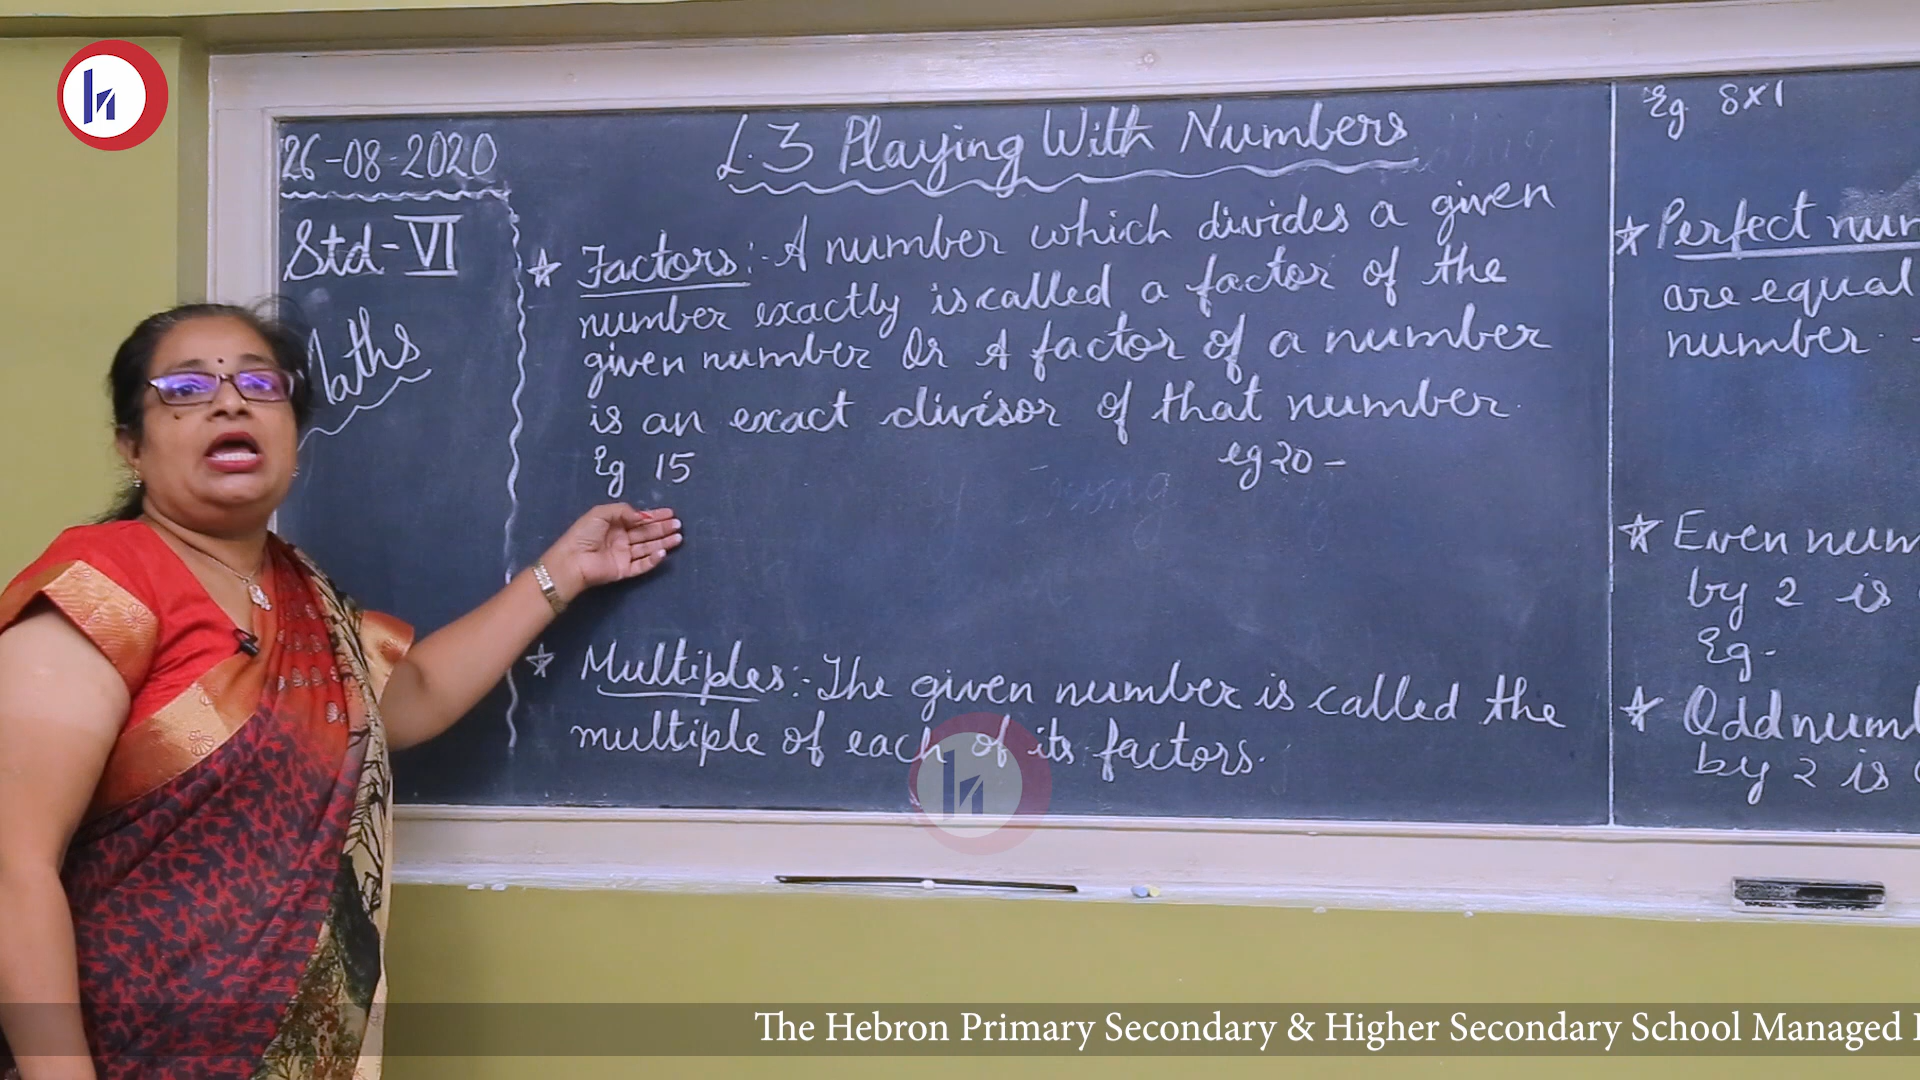 26-08-2020
Std-VI
Maths
L.3 Playing With Numbers
* Factors:- A number which divides a given
number exactly is called a factor of the
given number Or A factor of a number
is an exact divisor of that number.
Eg 15
eg 20 -
* Multiples:- The given number is called the
multiple of each of its factors.
Eg 8x1
* Perfect num
are equal
number.
* Even num
by 2 is
Eg-
* Odd numb
by 2 is
The Hebron Primary Secondary & Higher Secondary School Managed